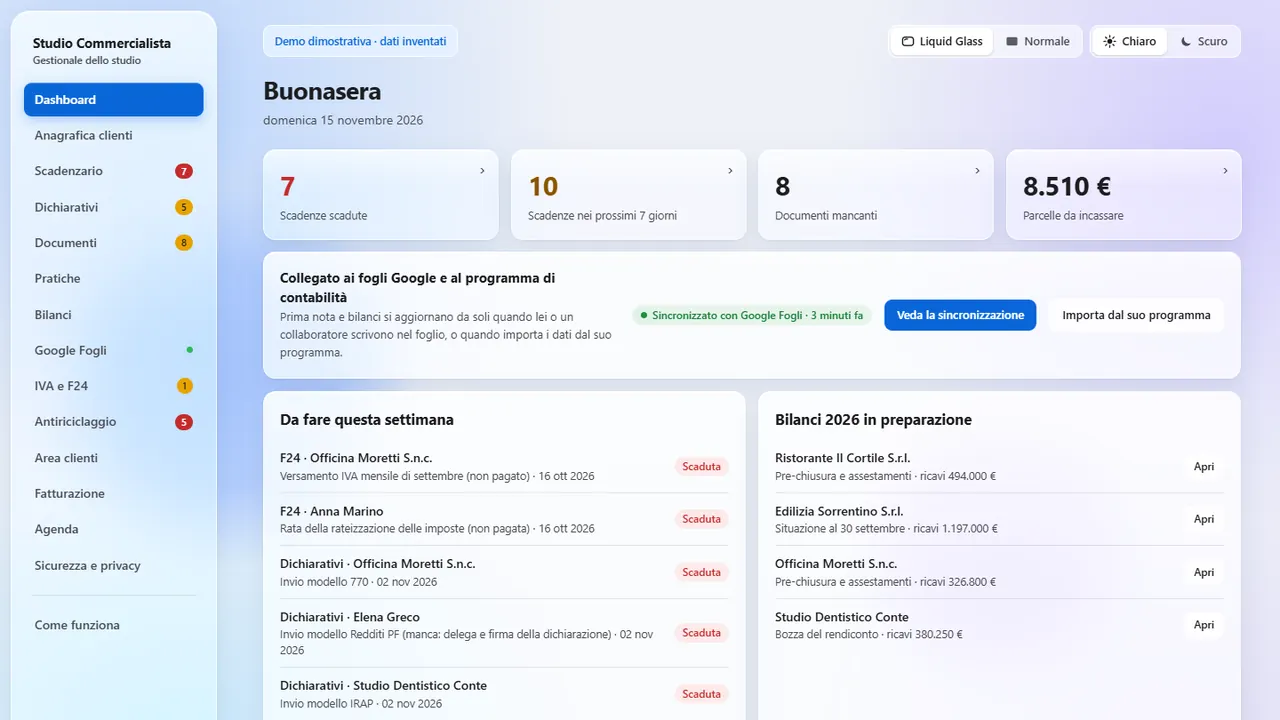 Studio Commercialista
Gestionale dello studio
Dashboard
Anagrafica clienti
Scadenzario 7
Dichiarativi 5
Documenti 8
Pratiche
Bilanci
Google Fogli
IVA e F24 1
Antiriciclaggio 5
Area clienti
Fatturazione
Agenda
Sicurezza e privacy
Come funziona
Demo dimostrativa · dati inventati
Liquid Glass
Normale
Chiaro
Scuro
Buonasera
domenica 15 novembre 2026
7
Scadenze scadute
10
Scadenze nei prossimi 7 giorni
8
Documenti mancanti
8.510 €
Parcelle da incassare
Collegato ai fogli Google e al programma di
contabilità
Prima nota e bilanci si aggiornano da soli quando lei o un
collaboratore scrivono nel foglio, o quando importa i dati dal suo
programma.
Sincronizzato con Google Fogli · 3 minuti fa
Veda la sincronizzazione
Importa dal suo programma
Da fare questa settimana
F24 · Officina Moretti S.n.c.
Versamento IVA mensile di settembre (non pagato) · 16 ott 2026
Scaduta
F24 · Anna Marino
Rata della rateizzazione delle imposte (non pagato) · 16 ott 2026
Scaduta
Dichiarativi · Officina Moretti S.n.c.
Invio modello 770 · 02 nov 2026
Scaduta
Dichiarativi · Elena Greco
Invio modello Redditi PF (manca: delega e firma della dichiarazione) · 02 nov
2026
Scaduta
Dichiarativi · Studio Dentistico Conte
Invio modello IRAP · 02 nov 2026
Scaduta
Bilanci 2026 in preparazione
Ristorante Il Cortile S.r.l.
Pre-chiusura e assestamenti · ricavi 494.000 €
Apri
Edilizia Sorrentino S.r.l.
Situazione al 30 settembre · ricavi 1.197.000 €
Apri
Officina Moretti S.n.c.
Pre-chiusura e assestamenti · ricavi 326.800 €
Apri
Studio Dentistico Conte
Bozza del rendiconto · ricavi 380.250 €
Apri